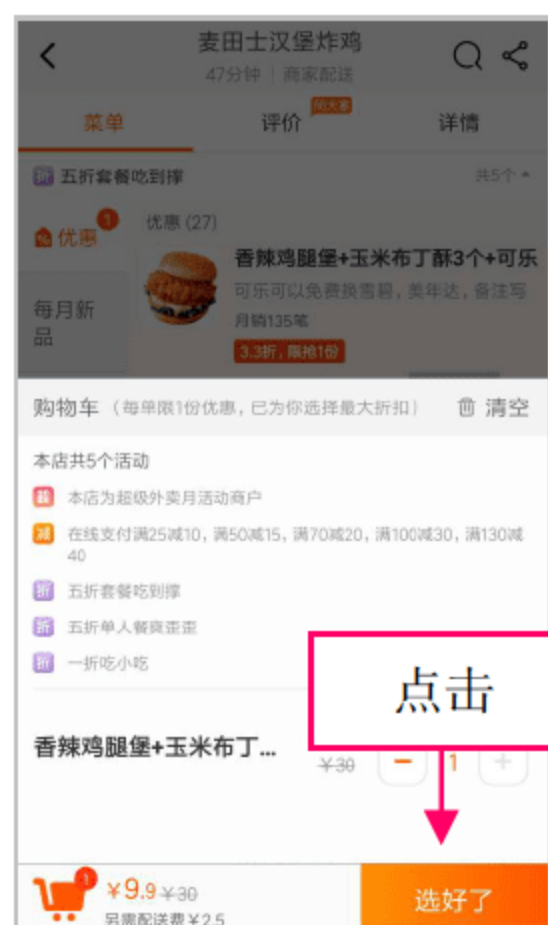 麦田士汉堡炸鸡
47分钟 | 商家配送
菜单 评价 详情
折 五折套餐吃到撑 共5个
优惠 1
优惠 (27)
香辣鸡腿堡+玉米布丁酥3个+可乐
可乐可以免费换雪碧，美年达，备注写
每月新品
月销135笔
3.3折，限抢1份
购物车（每单限1份优惠，已为你选择最大折扣） 清空
本店共5个活动
本店为超级外卖月活动商户
减 在线支付满25减10，满50减15，满70减20，满100减30，满130减
40
折 五折套餐吃到撑
折 五折单人餐爽歪歪
折 一折吃小吃
点击
香辣鸡腿堡+玉米布丁...
¥30 − 1 +
1 ¥9.9 ¥30
另需配送费¥2.5
选好了